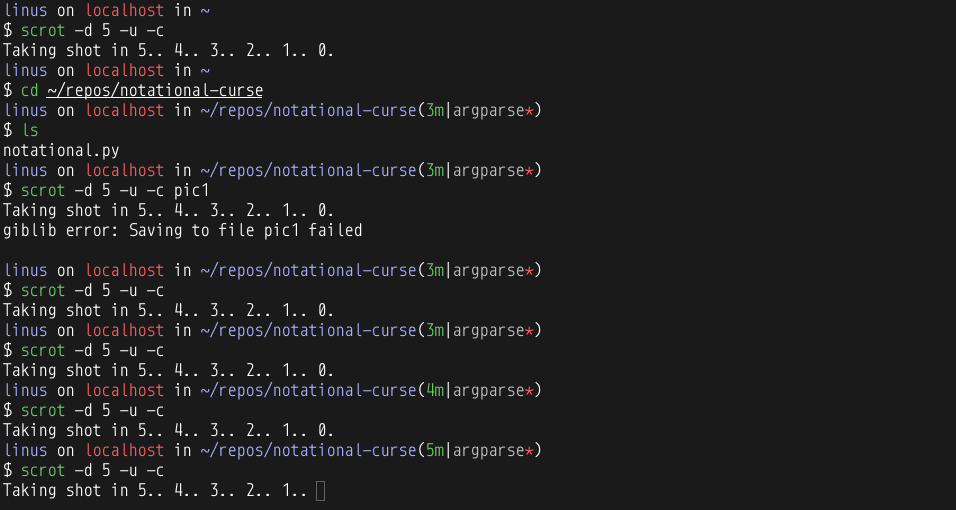 linus on localhost in ~
$ scrot -d 5 -u -c
Taking shot in 5.. 4.. 3.. 2.. 1.. 0.
linus on localhost in ~
$ cd ~/repos/notational-curse
linus on localhost in ~/repos/notational-curse(3m|argparse*)
$ ls
notational.py
linus on localhost in ~/repos/notational-curse(3m|argparse*)
$ scrot -d 5 -u -c pic1
Taking shot in 5.. 4.. 3.. 2.. 1.. 0.
giblib error: Saving to file pic1 failed
linus on localhost in ~/repos/notational-curse(3m|argparse*)
$ scrot -d 5 -u -c
Taking shot in 5.. 4.. 3.. 2.. 1.. 0.
linus on localhost in ~/repos/notational-curse(3m|argparse*)
$ scrot -d 5 -u -c
Taking shot in 5.. 4.. 3.. 2.. 1.. 0.
linus on localhost in ~/repos/notational-curse(4m|argparse*)
$ scrot -d 5 -u -c
Taking shot in 5.. 4.. 3.. 2.. 1.. 0.
linus on localhost in ~/repos/notational-curse(5m|argparse*)
$ scrot -d 5 -u -c
Taking shot in 5.. 4.. 3.. 2.. 1..